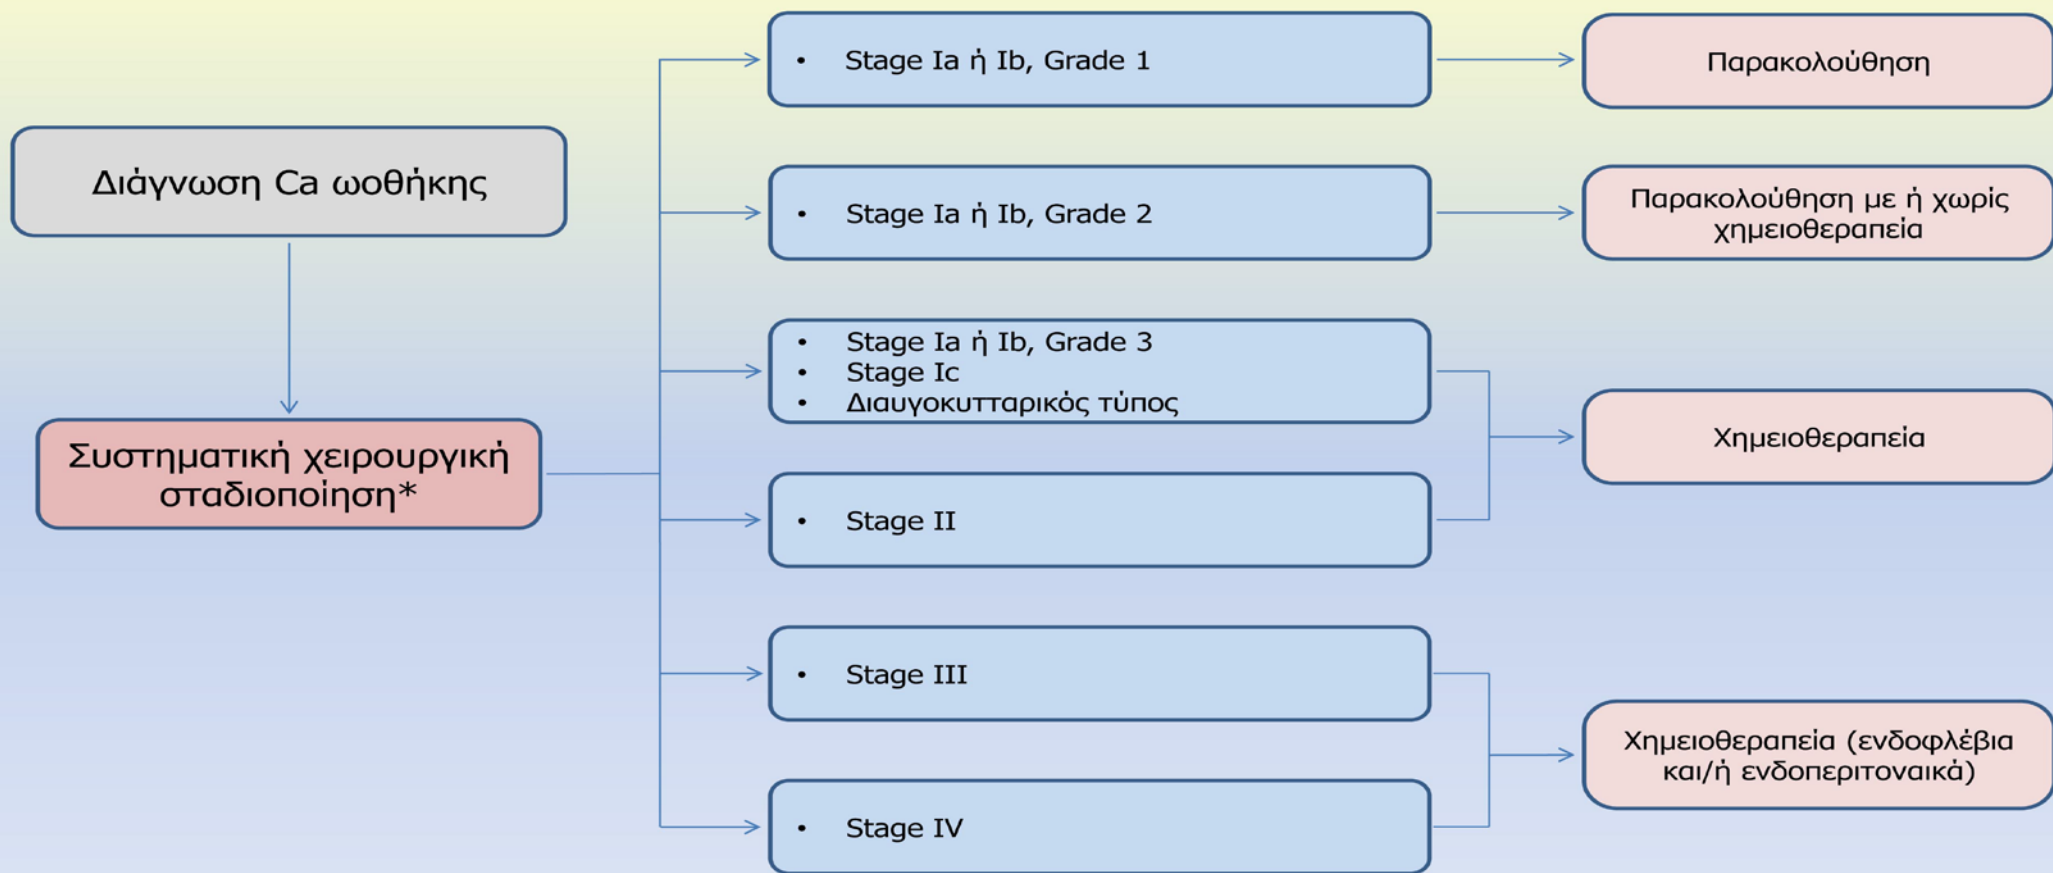 Διάγνωση Ca ωοθήκης
Συστηματική χειρουργική
σταδιοποίηση*
• Stage Ia ή Ib, Grade 1
Παρακολούθηση
• Stage Ia ή Ib, Grade 2
Παρακολούθηση με ή χωρίς
χημειοθεραπεία
• Stage Ia ή Ib, Grade 3
• Stage Ic
• Διαυγοκυτταρικός τύπος
• Stage II
Χημειοθεραπεία
• Stage III
• Stage IV
Χημειοθεραπεία (ενδοφλέβια
και/ή ενδοπεριτοναικά)